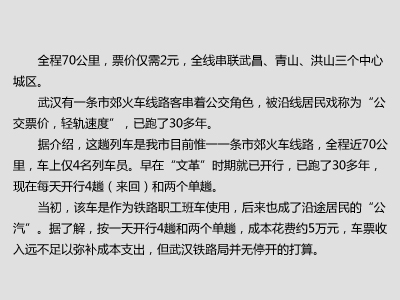 全程70公里，票价仅需2元，全线串联武昌、青山、洪山三个中心
城区。
武汉有一条市郊火车线路客串着公交角色，被沿线居民戏称为“公
交票价，轻轨速度”，已跑了30多年。
据介绍，这趟列车是我市目前惟一一条市郊火车线路，全程近70公
里，车上仅4名列车员。早在“文革”时期就已开行，已跑了30多年，
现在每天开行4趟（来回）和两个单趟。
当初，该车是作为铁路职工班车使用，后来也成了沿途居民的“公
汽”。据了解，按一天开行4趟和两个单趟，成本花费约5万元，车票收
入远不足以弥补成本支出，但武汉铁路局并无停开的打算。